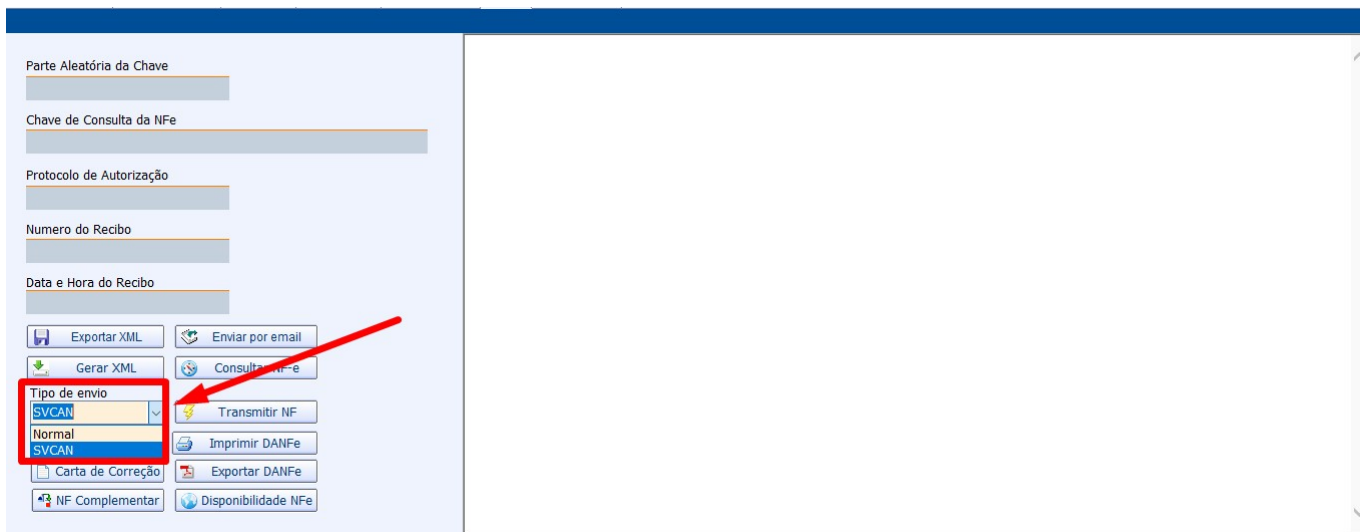 Parte Aleatória da Chave
Chave de Consulta da NFe
Protocolo de Autorização
Numero do Recibo
Data e Hora do Recibo
Exportar XML
Enviar por email
Gerar XML
Consultar NF-e
Tipo de envio
SVCAN
Transmitir NF
Normal
SVCAN
Imprimir DANFe
Carta de Correção
Exportar DANFe
NF Complementar
Disponibilidade NFe